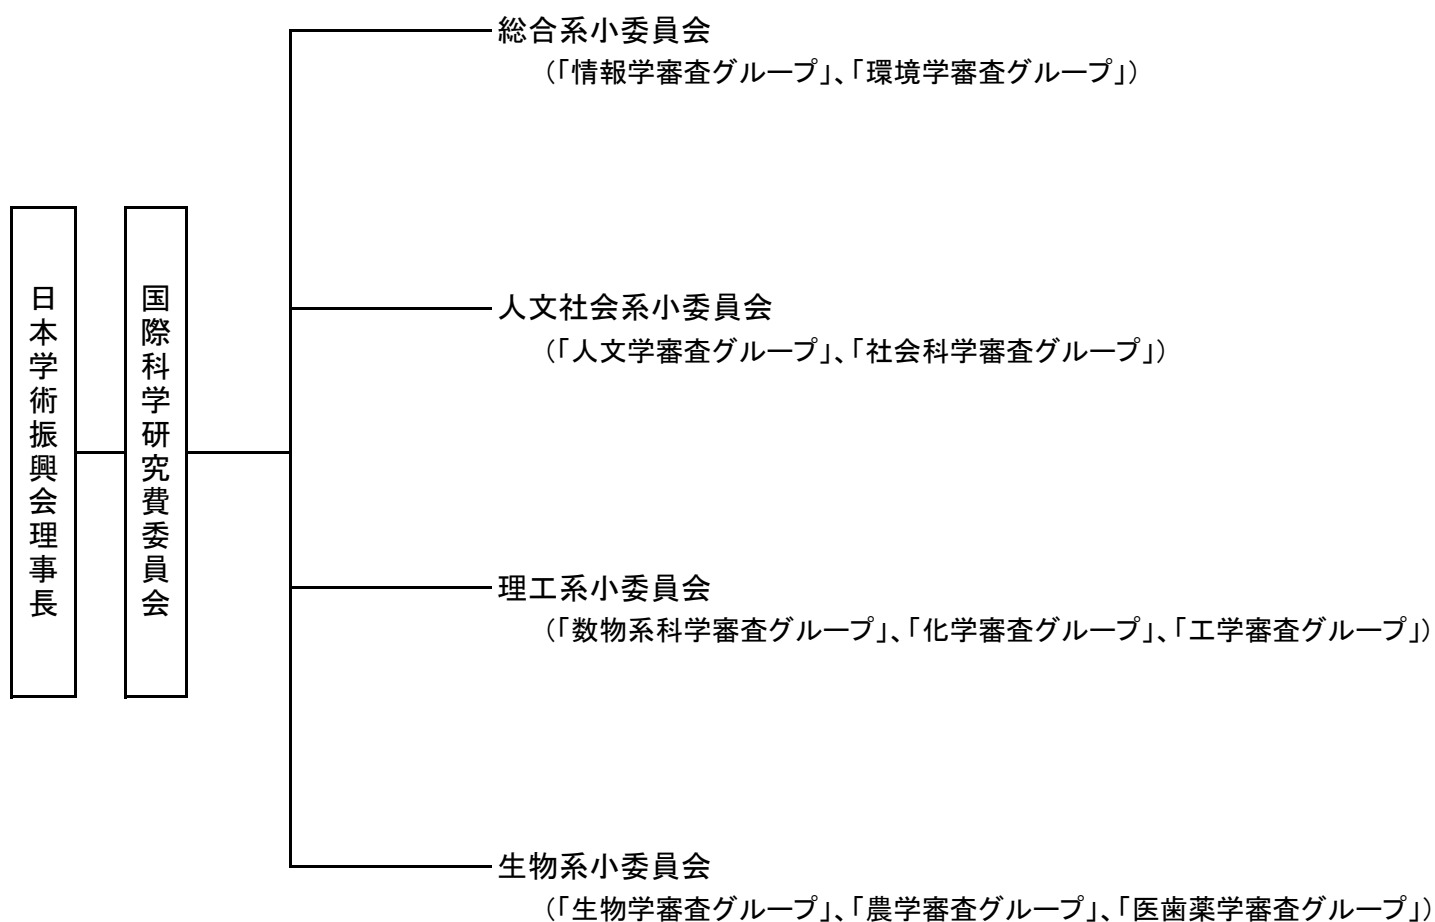 日本学術振興会理事長
国際科学研究費委員会
総合系小委員会
（「情報学審査グループ」、「環境学審査グループ」）
人文社会系小委員会
（「人文学審査グループ」、「社会科学審査グループ」）
理工系小委員会
（「数物系科学審査グループ」、「化学審査グループ」、「工学審査グループ」）
生物系小委員会
（「生物学審査グループ」、「農学審査グループ」、「医歯薬学審査グループ」）